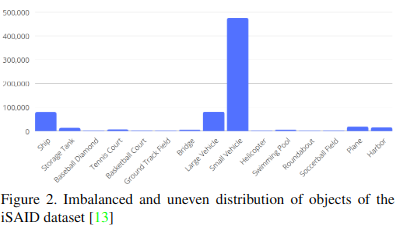 500,000
400,000
300,000
200,000
100,000
0
Ship
Storage Tank
Baseball Diamond
Tennis Court
Basketball Court
Ground Track Field
Bridge
Large Vehicle
Small Vehicle
Helicopter
Swimming Pool
Roundabout
Soccerball Field
Plane
Harbor
Figure 2. Imbalanced and uneven distribution of objects of the
iSAID dataset [13]